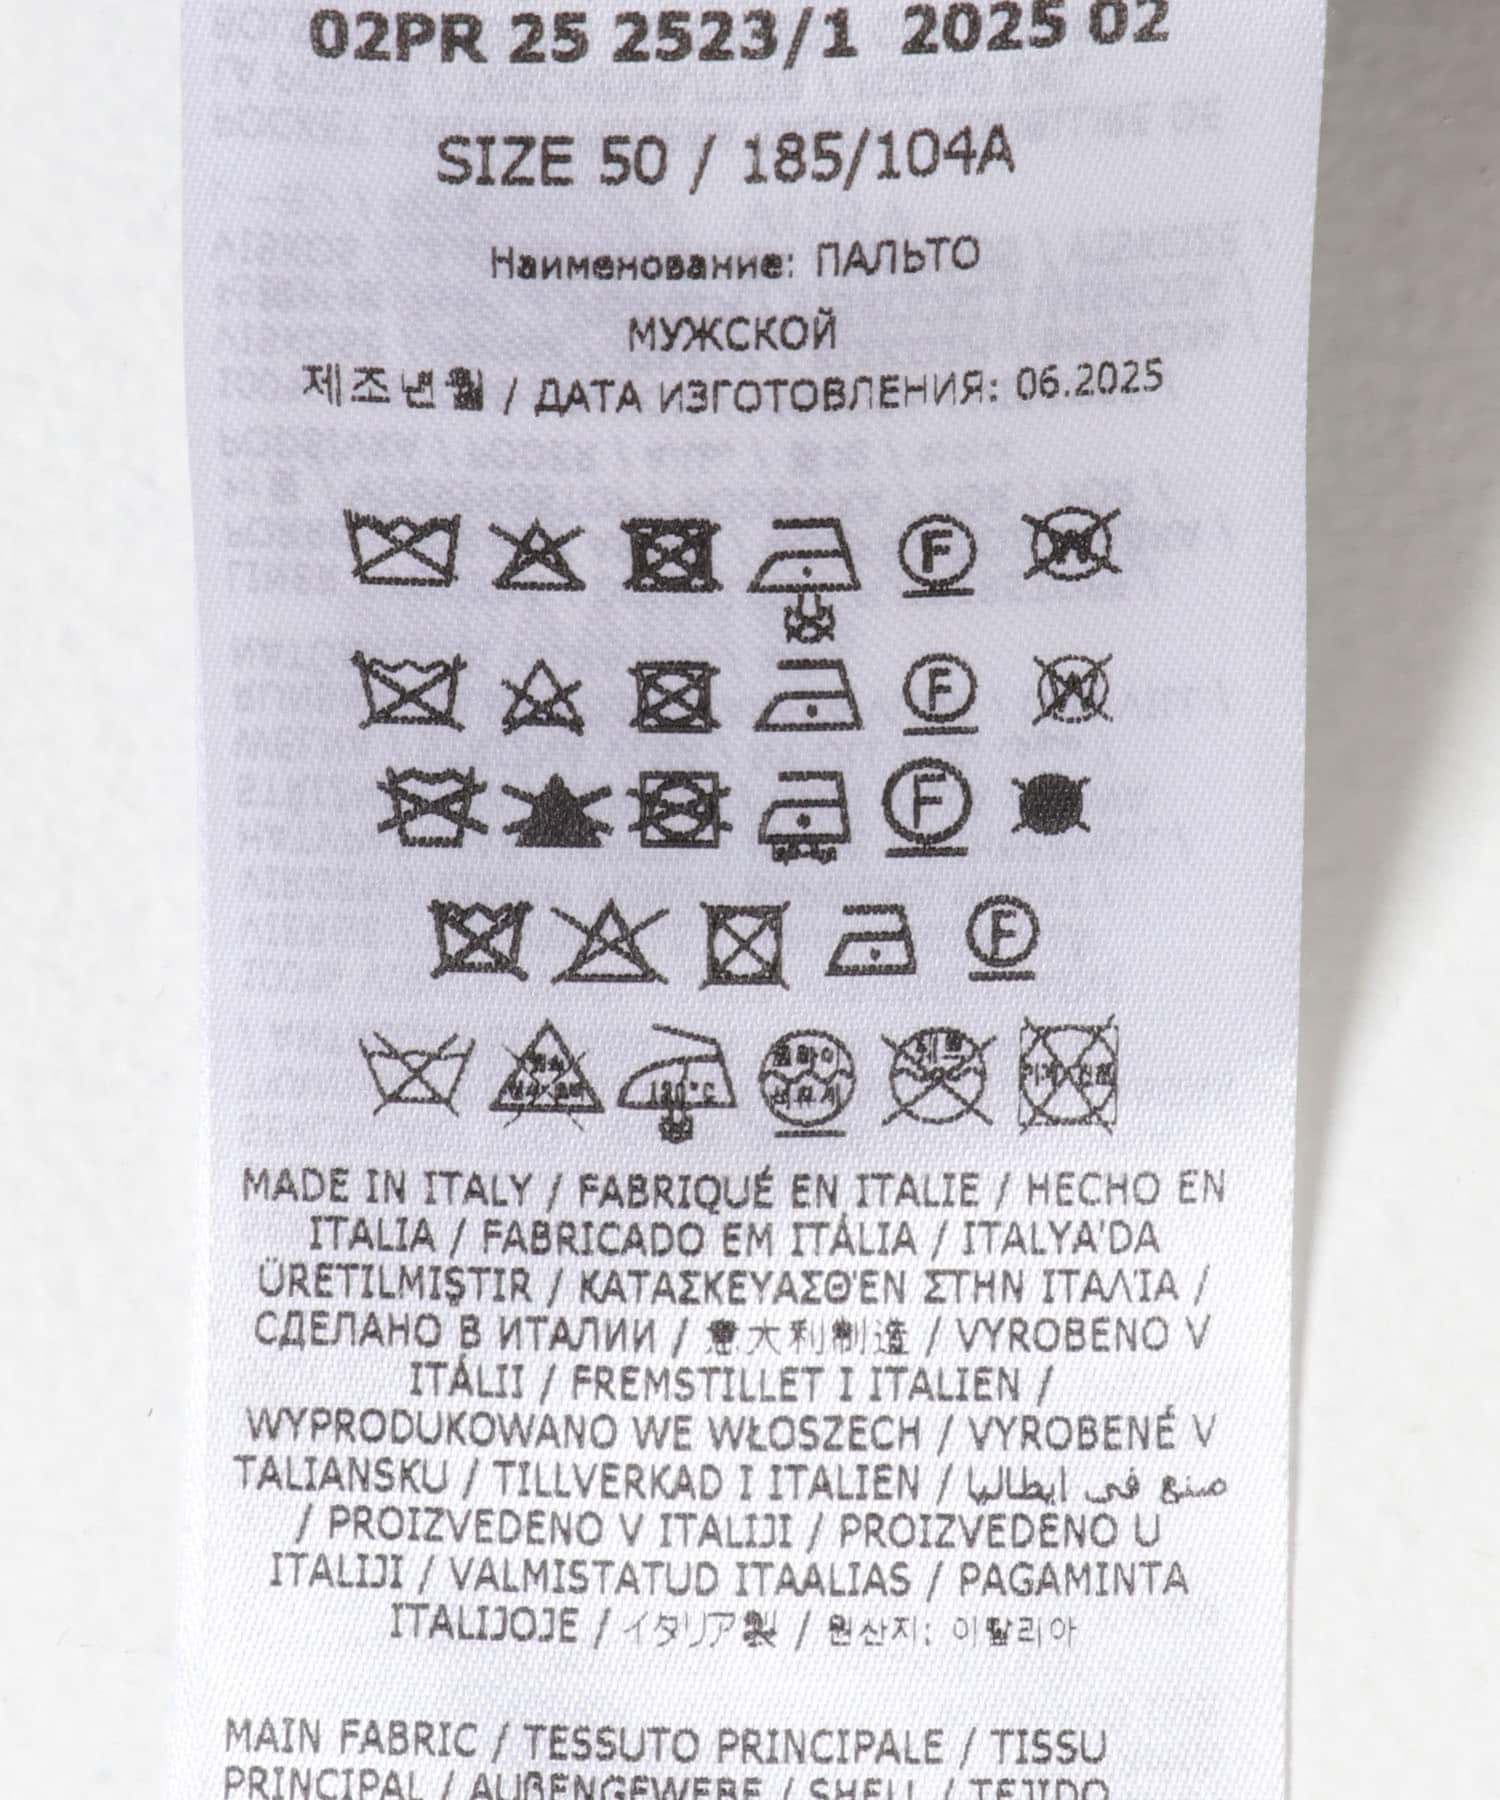 02PR 25 2523/1 2025 02
SIZE 50 / 185/104A
Наименование: ПАЛЬТО
МУЖСКОЙ
제조년월 / ДАТА ИЗГОТОВЛЕНИЯ: 06.2025
F W
F W
F
F
MADE IN ITALY / FABRIQUÉ EN ITALIE / HECHO EN
ITALIA / FABRICADO EM ITÁLIA / ITALYA'DA
ÜRETILMIŞTIR / ΚΑΤΑΣΚΕΥΑΣΘΈΝ ΣΤΗΝ ΙΤΑΛΊΑ /
СДЕЛАНО В ИТАЛИИ / 意大利制造 / VYROBENO V
ITÁLII / FREMSTILLET I ITALIEN /
WYPRODUKOWANO WE WŁOSZECH / VYROBENÉ V
TALIANSKU / TILLVERKAD I ITALIEN / صنع في ايطاليا
/ PROIZVEDENO V ITALIJI / PROIZVEDENO U
ITALIJI / VALMISTATUD ITAALIAS / PAGAMINTA
ITALIJOJE / イタリア製 / 원산지: 이탈리아
MAIN FABRIC / TESSUTO PRINCIPALE / TISSU
PRINCIPAL / AUßENGEWEBE / SHELL / TEJIDO